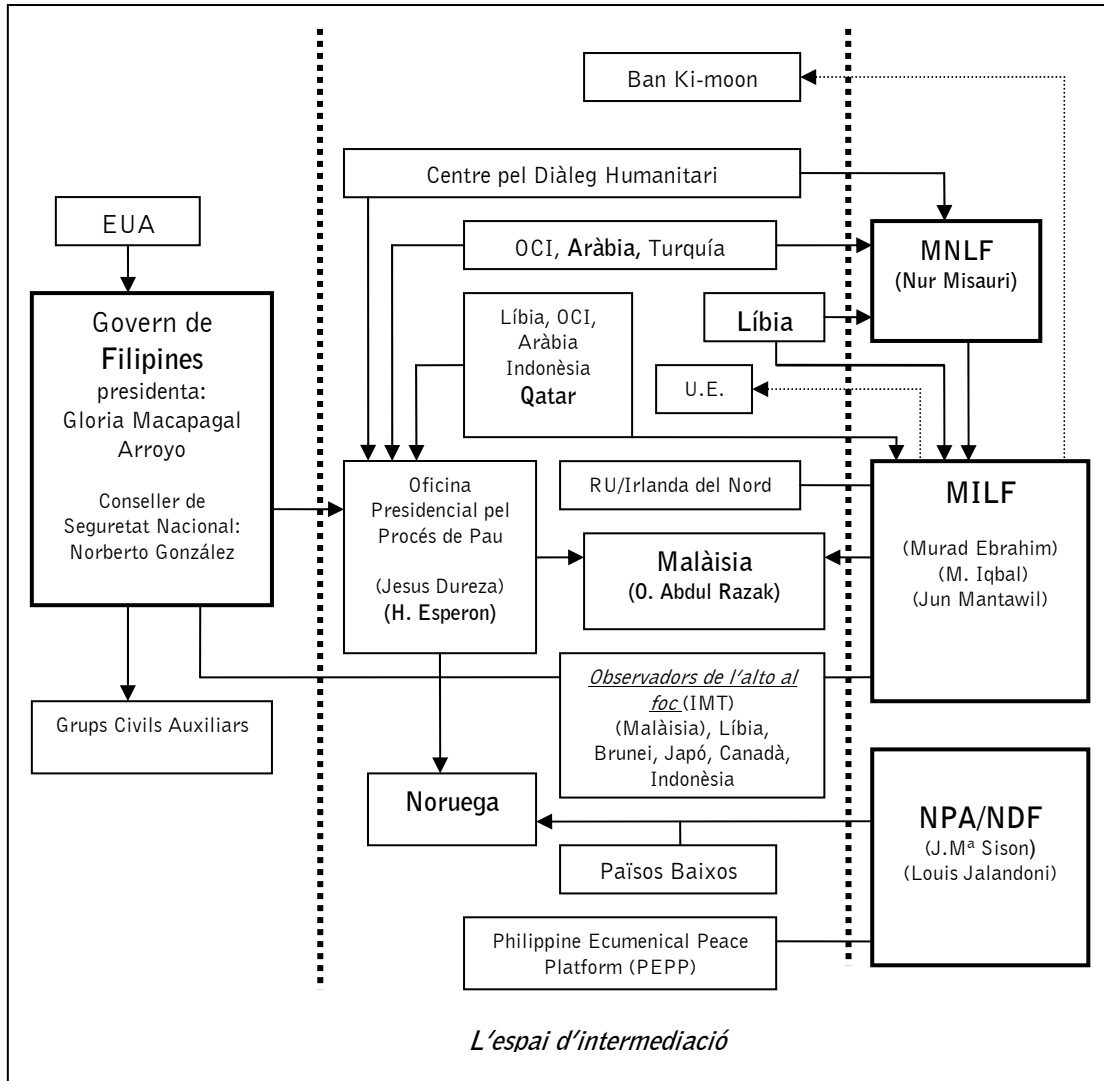 Ban Ki-moon
Centre pel Diàleg Humanitari
EUA
OCI, Aràbia, Turquía
MNLF
(Nur Misauri)
Govern de
Filipines
presidenta:
Gloria Macapagal
Arroyo
Conseller de
Seguretat Nacional:
Norberto González
Líbia, OCI,
Aràbia
Indonèsia
Qatar
Líbia
U.E.
Oficina
Presidencial pel
Procés de Pau
(Jesus Dureza)
(H. Esperon)
RU/Irlanda del Nord
Malàisia
(O. Abdul Razak)
MILF
(Murad Ebrahim)
(M. Iqbal)
(Jun Mantawil)
Grups Civils Auxiliars
Observadors de l'alto al
foc (IMT)
(Malàisia), Líbia,
Brunei, Japó, Canadà,
Indonèsia
Noruega
NPA/NDF
(J.Mª Sison)
(Louis Jalandoni)
Països Baixos
Philippine Ecumenical Peace
Platform (PEPP)
L'espai d'intermediació